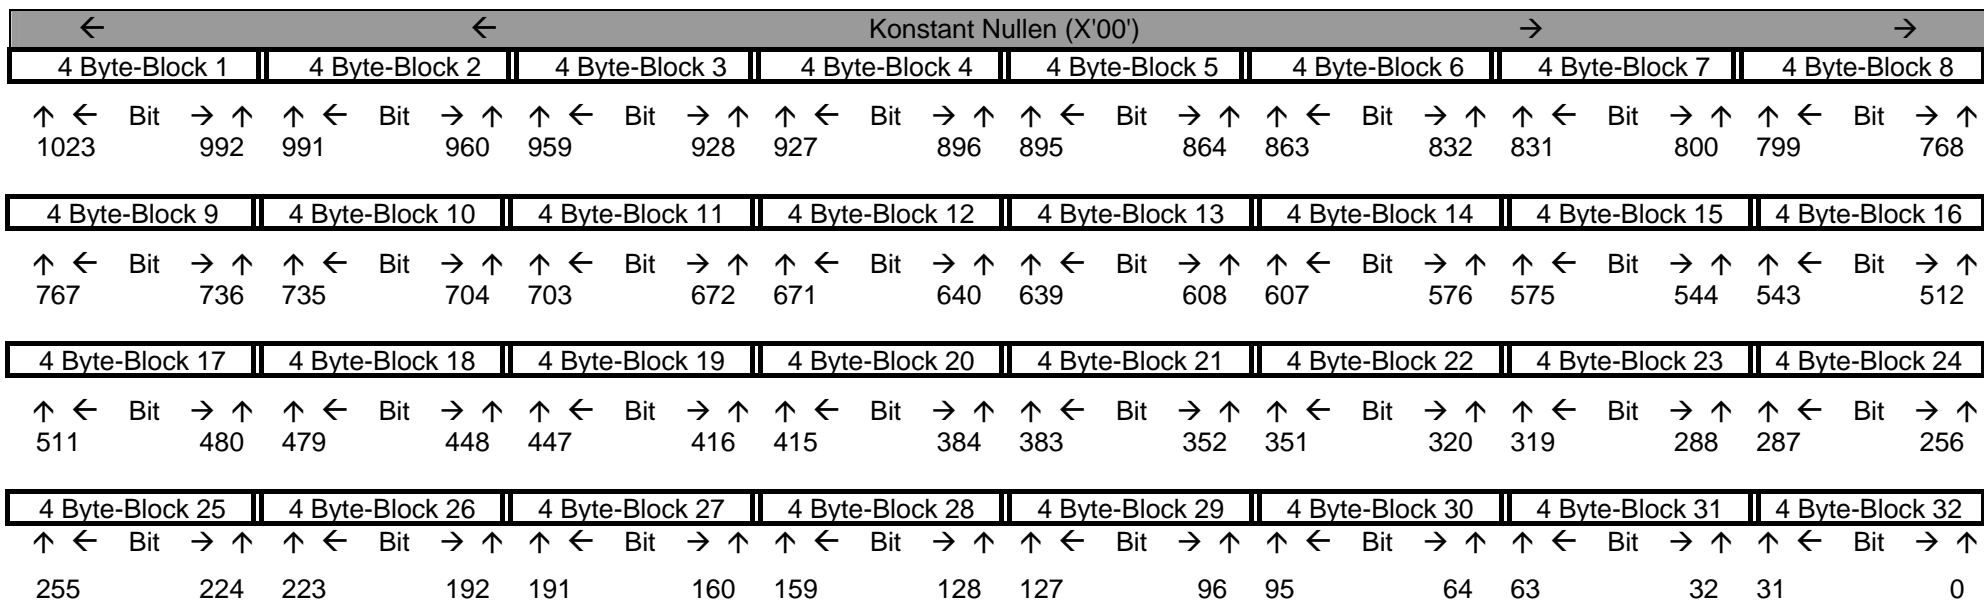 ← ← Konstant Nullen (X'00') → →
4 Byte-Block 1 4 Byte-Block 2 4 Byte-Block 3 4 Byte-Block 4 4 Byte-Block 5 4 Byte-Block 6 4 Byte-Block 7 4 Byte-Block 8
↑ ← Bit → ↑ ↑ ← Bit → ↑ ↑ ← Bit → ↑ ↑ ← Bit → ↑ ↑ ← Bit → ↑ ↑ ← Bit → ↑ ↑ ← Bit → ↑ ↑ ← Bit → ↑
1023 992 991 960 959 928 927 896 895 864 863 832 831 800 799 768
4 Byte-Block 9 4 Byte-Block 10 4 Byte-Block 11 4 Byte-Block 12 4 Byte-Block 13 4 Byte-Block 14 4 Byte-Block 15 4 Byte-Block 16
↑ ← Bit → ↑ ↑ ← Bit → ↑ ↑ ← Bit → ↑ ↑ ← Bit → ↑ ↑ ← Bit → ↑ ↑ ← Bit → ↑ ↑ ← Bit → ↑ ↑ ← Bit → ↑
767 736 735 704 703 672 671 640 639 608 607 576 575 544 543 512
4 Byte-Block 17 4 Byte-Block 18 4 Byte-Block 19 4 Byte-Block 20 4 Byte-Block 21 4 Byte-Block 22 4 Byte-Block 23 4 Byte-Block 24
↑ ← Bit → ↑ ↑ ← Bit → ↑ ↑ ← Bit → ↑ ↑ ← Bit → ↑ ↑ ← Bit → ↑ ↑ ← Bit → ↑ ↑ ← Bit → ↑ ↑ ← Bit → ↑
511 480 479 448 447 416 415 384 383 352 351 320 319 288 287 256
4 Byte-Block 25 4 Byte-Block 26 4 Byte-Block 27 4 Byte-Block 28 4 Byte-Block 29 4 Byte-Block 30 4 Byte-Block 31 4 Byte-Block 32
↑ ← Bit → ↑ ↑ ← Bit → ↑ ↑ ← Bit → ↑ ↑ ← Bit → ↑ ↑ ← Bit → ↑ ↑ ← Bit → ↑ ↑ ← Bit → ↑ ↑ ← Bit → ↑
255 224 223 192 191 160 159 128 127 96 95 64 63 32 31 0